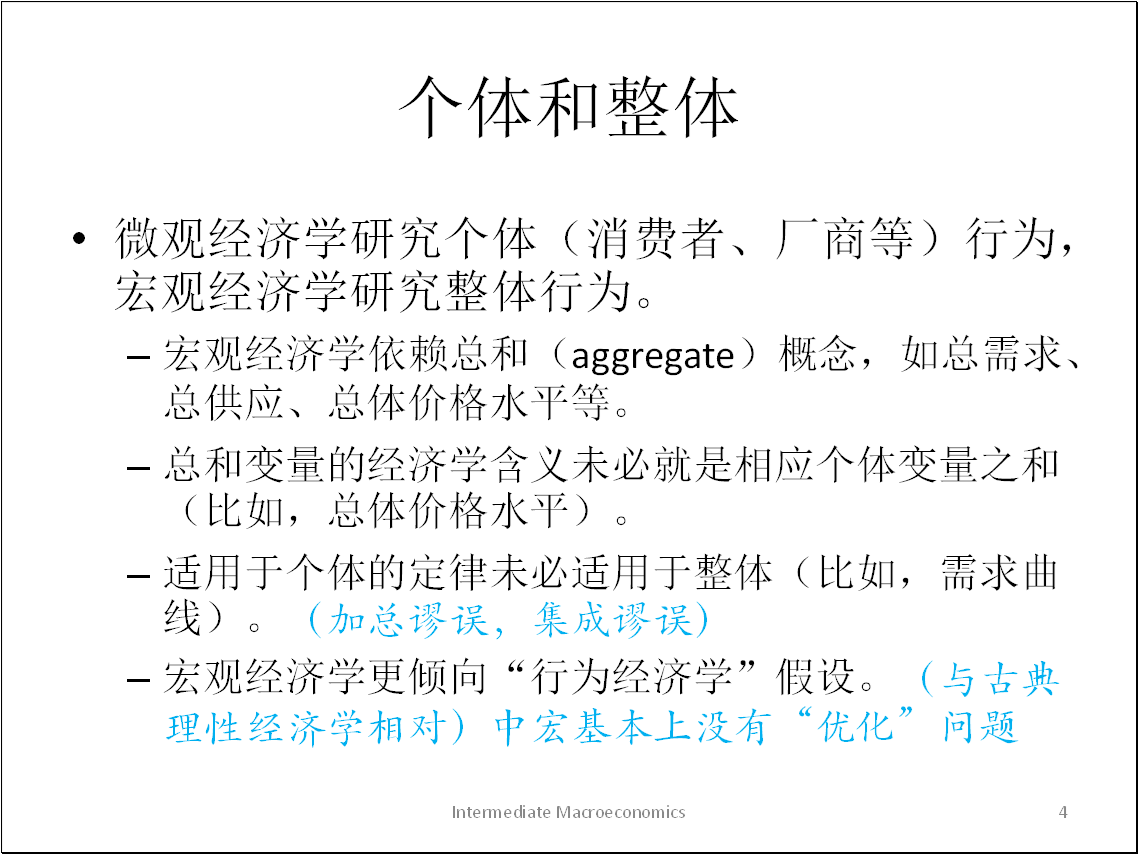 个体和整体
• 微观经济学研究个体（消费者、厂商等）行为，
宏观经济学研究整体行为。
– 宏观经济学依赖总和（aggregate）概念，如总需求、
总供应、总体价格水平等。
– 总和变量的经济学含义未必就是相应个体变量之和
（比如，总体价格水平）。
– 适用于个体的定律未必适用于整体（比如，需求曲
线）。（加总谬误，集成谬误）
– 宏观经济学更倾向“行为经济学”假设。（与古典
理性经济学相对）中宏基本上没有“优化”问题
Intermediate Macroeconomics 4